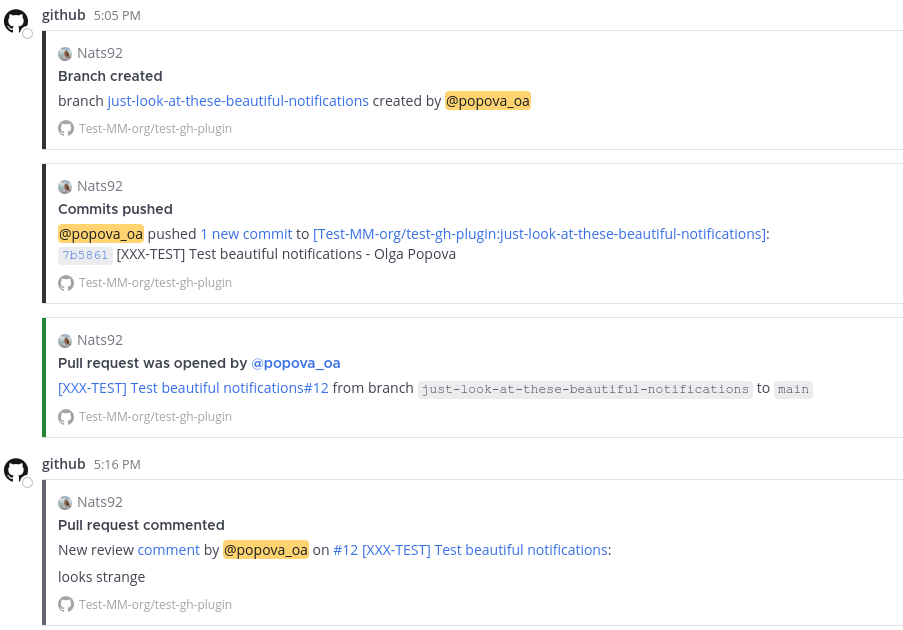 github 5:05 PM
Nats92
Branch created
branch just-look-at-these-beautiful-notifications created by @popova_oa
Test-MM-org/test-gh-plugin
Nats92
Commits pushed
@popova_oa pushed 1 new commit to [Test-MM-org/test-gh-plugin:just-look-at-these-beautiful-notifications]:
7b5861 [XXX-TEST] Test beautiful notifications - Olga Popova
Test-MM-org/test-gh-plugin
Nats92
Pull request was opened by @popova_oa
[XXX-TEST] Test beautiful notifications#12 from branch just-look-at-these-beautiful-notifications to main
Test-MM-org/test-gh-plugin
github 5:16 PM
Nats92
Pull request commented
New review comment by @popova_oa on #12 [XXX-TEST] Test beautiful notifications:
looks strange
Test-MM-org/test-gh-plugin